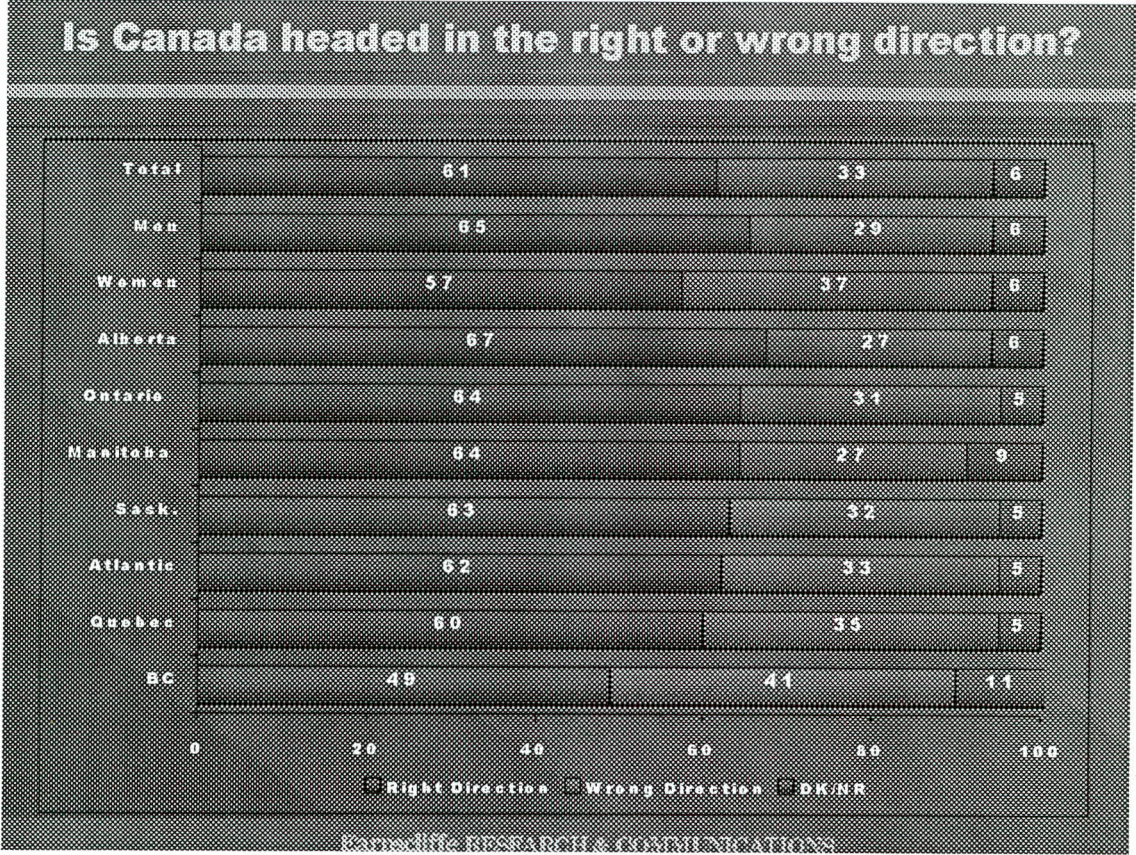 Is Canada headed in the right or wrong direction?
Total 61 33 6
Men 65 29 6
Women 57 37 6
Alberta 67 27 6
Ontario 64 31 5
Manitoba 64 27 9
Sask. 63 32 5
Atlantic 62 33 5
Quebec 60 35 5
BC 49 41 11
0 20 40 60 80 100
Right Direction Wrong Direction DK/NR
Earnscliffe RESEARCH & COMMUNICATIONS